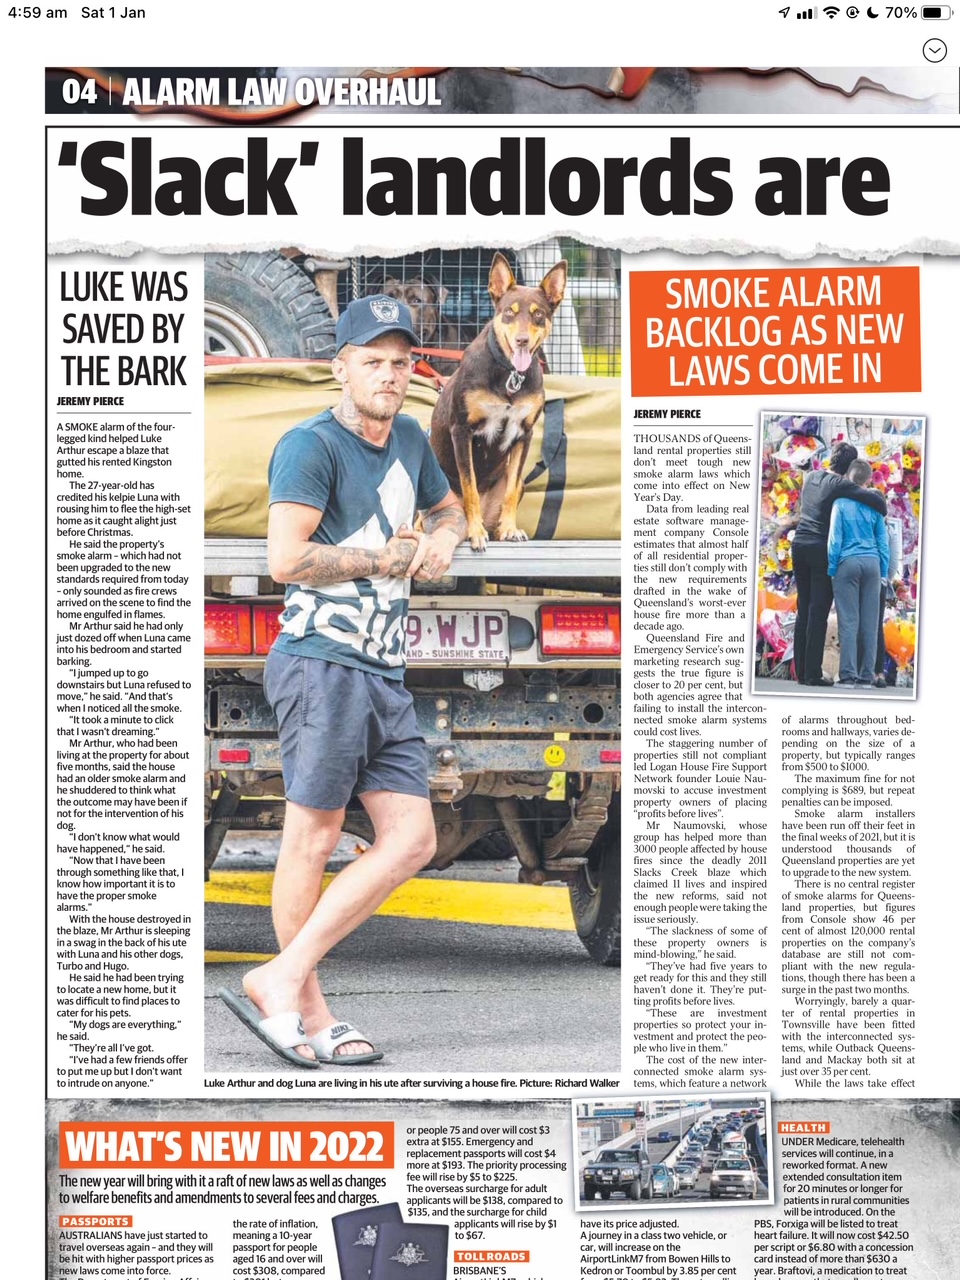 4:59 am Sat 1 Jan
70%
04 | ALARM LAW OVERHAUL
'Slack' landlords are
LUKE WAS
SAVED BY
THE BARK
JEREMY PIERCE
A SMOKE alarm of the four-
legged kind helped Luke
Arthur escape a blaze that
gutted his rented Kingston
home.
The 27-year-old has
credited his kelpie Luna with
rousing him to flee the high-set
home as it caught alight just
before Christmas.
He said the property's
smoke alarm – which had not
been upgraded to the new
standards required from today
– only sounded as fire crews
arrived on the scene to find the
home engulfed in flames.
Mr Arthur said he had only
just dozed off when Luna came
into his bedroom and started
barking.
"I jumped up to go
downstairs but Luna refused to
move," he said. "And that's
when I noticed all the smoke.
"It took a minute to click
that I wasn't dreaming."
Mr Arthur, who had been
living at the property for about
five months, said the house
had an older smoke alarm and
he shuddered to think what
the outcome may have been if
not for the intervention of his
dog.
"I don't know what would
have happened," he said.
"Now that I have been
through something like that, I
know how important it is to
have the proper smoke
alarms."
With the house destroyed in
the blaze, Mr Arthur is sleeping
in a swag in the back of his ute
with Luna and his other dogs,
Turbo and Hugo.
He said he had been trying
to locate a new home, but it
was difficult to find places to
cater for his pets.
"My dogs are everything,"
he said.
"They're all I've got.
"I've had a few friends offer
to put me up but I don't want
to intrude on anyone."
RAIDERS
adid
9·WJP
AND - SUNSHINE STATE
NIKE
Luke Arthur and dog Luna are living in his ute after surviving a house fire. Picture: Richard Walker
SMOKE ALARM
BACKLOG AS NEW
LAWS COME IN
JEREMY PIERCE
THOUSANDS of Queens-
land rental properties still
don't meet tough new
smoke alarm laws which
come into effect on New
Year's Day.
Data from leading real
estate software manage-
ment company Console
estimates that almost half
of all residential proper-
ties still don't comply with
the new requirements
drafted in the wake of
Queensland's worst-ever
house fire more than a
decade ago.
Queensland Fire and
Emergency Service's own
marketing research sug-
gests the true figure is
closer to 20 per cent, but
both agencies agree that
failing to install the intercon-
nected smoke alarm systems
could cost lives.
The staggering number of
properties still not compliant
led Logan House Fire Support
Network founder Louie Nau-
movski to accuse investment
property owners of placing
"profits before lives".
Mr Naumovski, whose
group has helped more than
3000 people affected by house
fires since the deadly 2011
Slacks Creek blaze which
claimed 11 lives and inspired
the new reforms, said not
enough people were taking the
issue seriously.
"The slackness of some of
these property owners is
mind-blowing," he said.
"They've had five years to
get ready for this and they still
haven't done it. They're put-
ting profits before lives.
"These are investment
properties so protect your in-
vestment and protect the peo-
ple who live in them."
The cost of the new inter-
connected smoke alarm sys-
tems, which feature a network
of alarms throughout bed-
rooms and hallways, varies de-
pending on the size of a
property, but typically ranges
from $500 to $1000.
The maximum fine for not
complying is $689, but repeat
penalties can be imposed.
Smoke alarm installers
have been run off their feet in
the final weeks of 2021, but it is
understood thousands of
Queensland properties are yet
to upgrade to the new system.
There is no central register
of smoke alarms for Queens-
land properties, but figures
from Console show 46 per
cent of almost 120,000 rental
properties on the company's
database are still not com-
pliant with the new regula-
tions, though there has been a
surge in the past two months.
Worryingly, barely a quar-
ter of rental properties in
Townsville have been fitted
with the interconnected sys-
tems, while Outback Queens-
land and Mackay both sit at
just over 35 per cent.
While the laws take effect
WHAT'S NEW IN 2022
The new year will bring with it a raft of new laws as well as changes
to welfare benefits and amendments to several fees and charges.
PASSPORTS
AUSTRALIANS have just started to
travel overseas again – and they will
be hit with higher passport prices as
new laws come into force.
the rate of inflation,
meaning a 10-year
passport for people
aged 16 and over will
cost $308, compared
or people 75 and over will cost $3
extra at $155. Emergency and
replacement passports will cost $4
more at $193. The priority processing
fee will rise by $5 to $225.
The overseas surcharge for adult
applicants will be $138, compared to
$135, and the surcharge for child
applicants will rise by $1
to $67.
TOLL ROADS
BRISBANE'S
have its price adjusted.
A journey in a class two vehicle, or
car, will increase on the
AirportLinkM7 from Bowen Hills to
Kedron or Toombul by 3.85 per cent
HEALTH
UNDER Medicare, telehealth
services will continue, in a
reworked format. A new
extended consultation item
for 20 minutes or longer for
patients in rural communities
will be introduced. On the
PBS, Forxiga will be listed to treat
heart failure. It will now cost $42.50
per script or $6.80 with a concession
card instead of more than $630 a
year. Braftovi, a medication to treat